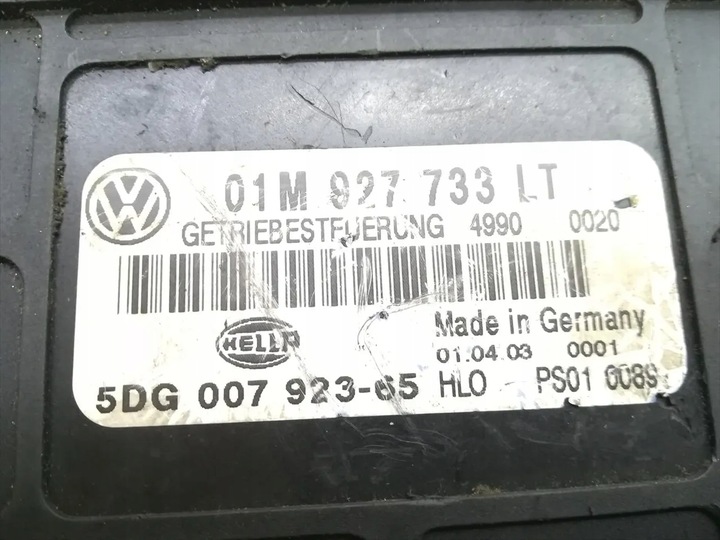 01M 927 733 LT
GETRIEBESTEUERUNG 4990 0020
Made in Germany
HELLA
01.04.03 0001
5DG 007 923-65 HLO PS01 0089